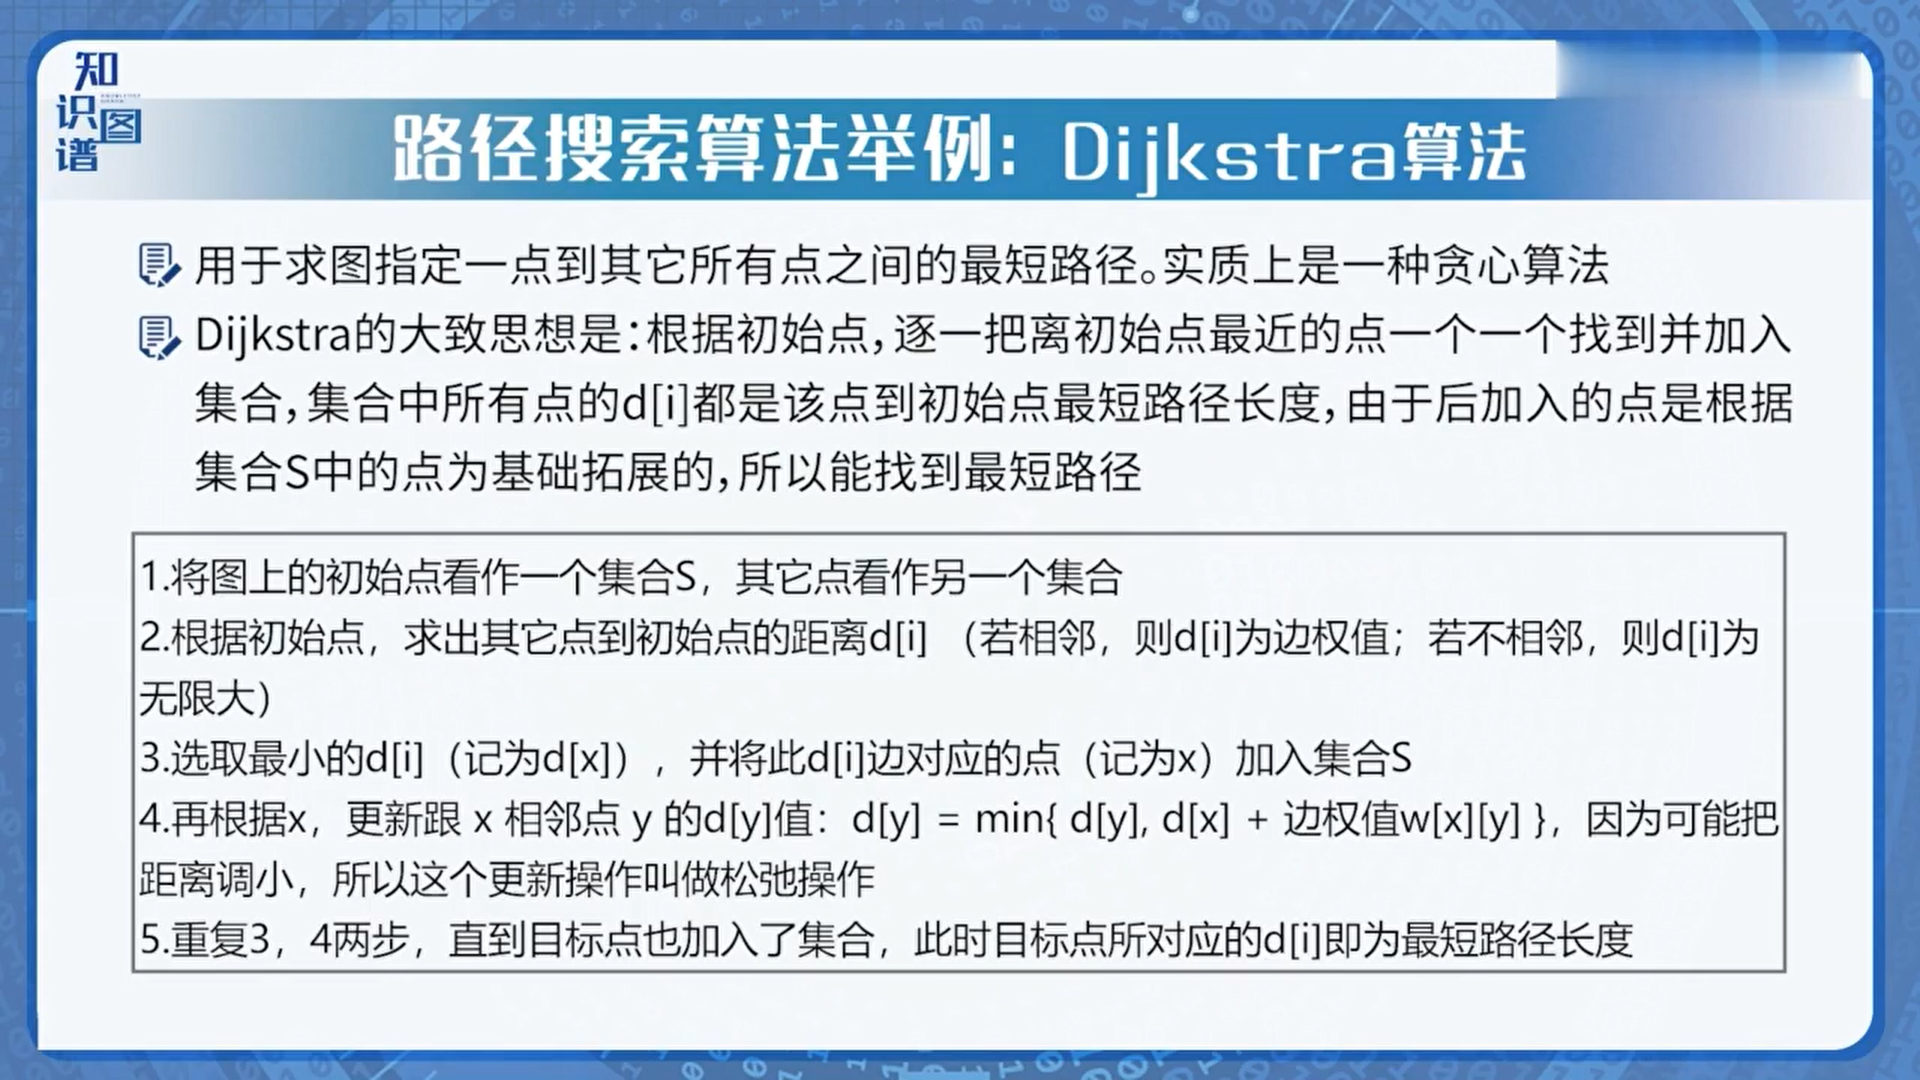 知识图谱
路径搜索算法举例：Dijkstra算法
用于求图指定一点到其它所有点之间的最短路径。实质上是一种贪心算法
Dijkstra的大致思想是：根据初始点，逐一把离初始点最近的点一个一个找到并加入
集合，集合中所有点的d[i]都是该点到初始点最短路径长度，由于后加入的点是根据
集合S中的点为基础拓展的，所以能找到最短路径
1.将图上的初始点看作一个集合S，其它点看作另一个集合
2.根据初始点，求出其它点到初始点的距离d[i] （若相邻，则d[i]为边权值；若不相邻，则d[i]为
无限大）
3.选取最小的d[i]（记为d[x]），并将此d[i]边对应的点（记为x）加入集合S
4.再根据x，更新跟 x 相邻点 y 的d[y]值：d[y] = min{ d[y], d[x] + 边权值w[x][y] }，因为可能把
距离调小，所以这个更新操作叫做松弛操作
5.重复3，4两步，直到目标点也加入了集合，此时目标点所对应的d[i]即为最短路径长度